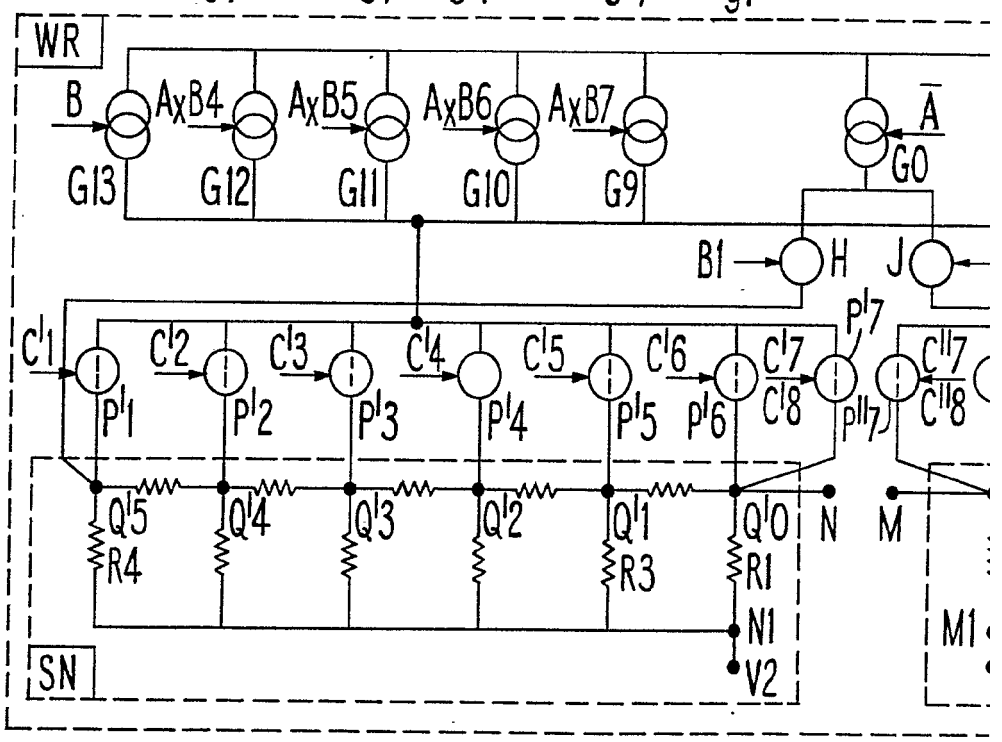 WR
B AxB4 AxB5 AxB6 AxB7 A̅
G13 G12 G11 G10 G9 G0
B1 H J
P'7
C'1 C'2 C'3 C'4 C'5 C'6 C'7 C"7
C'8 C"8
P'1 P'2 P'3 P'4 P'5 P'6 P"7
Q'5 Q'4 Q'3 Q'2 Q'1 Q'0 N M
R4 R3 R1
N1 M1
SN V2